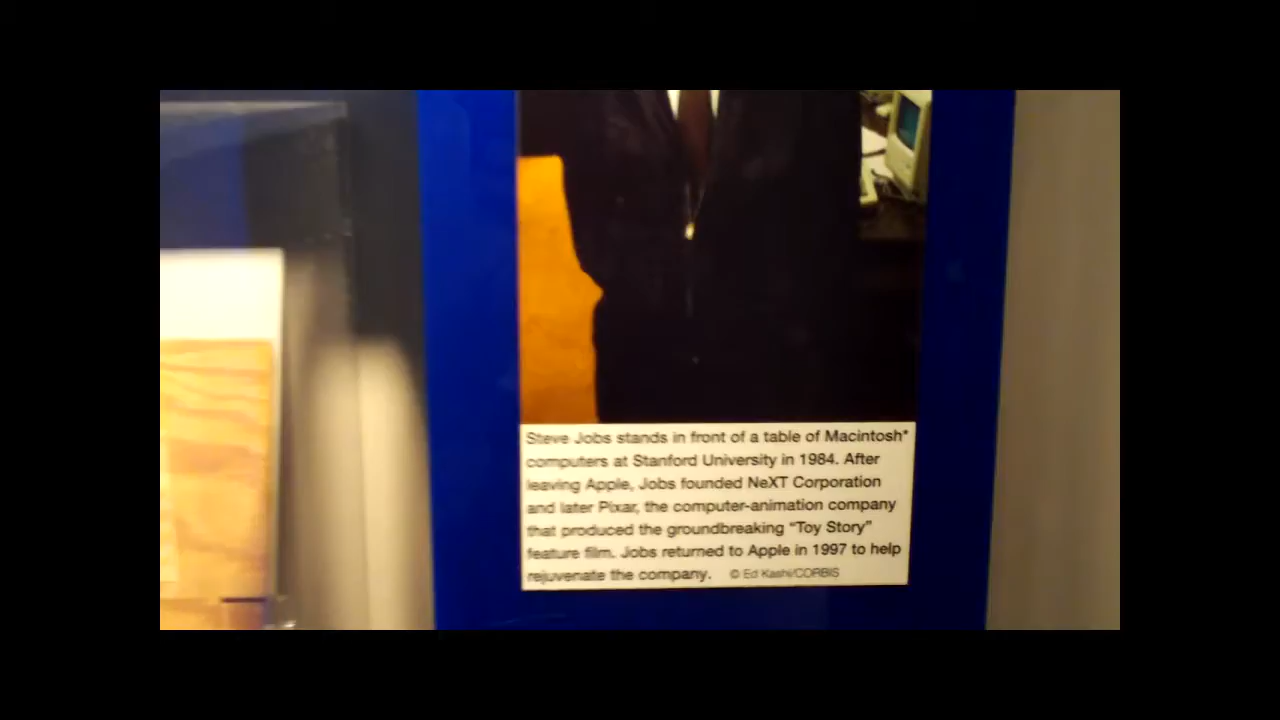 Steve Jobs stands in front of a table of Macintosh*
computers at Stanford University in 1984. After
leaving Apple, Jobs founded NeXT Corporation
and later Pixar, the computer-animation company
that produced the groundbreaking “Toy Story”
feature film. Jobs returned to Apple in 1997 to help
rejuvenate the company. © Ed Kashi/CORBIS